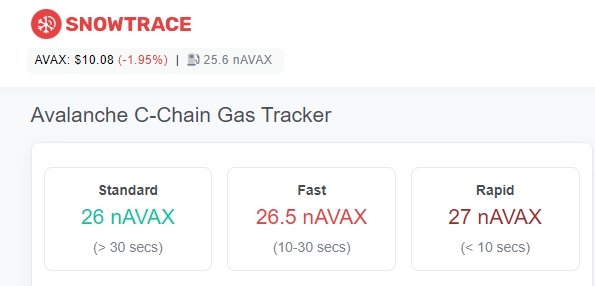 SNOWTRACE
AVAX: $10.08 (-1.95%) | 25.6 nAVAX
Avalanche C-Chain Gas Tracker
Standard Fast Rapid
26 nAVAX 26.5 nAVAX 27 nAVAX
(> 30 secs) (10-30 secs) (< 10 secs)